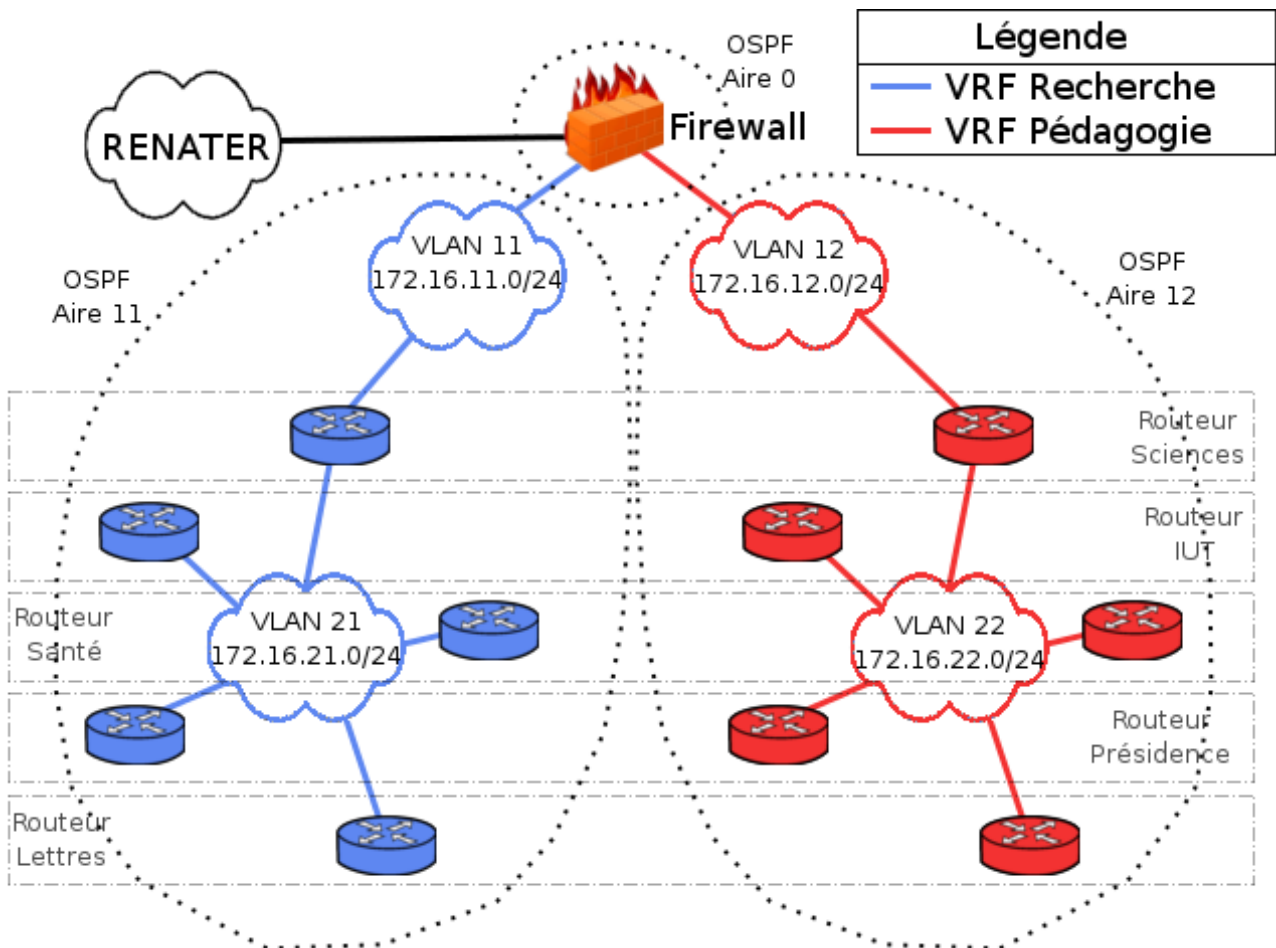 OSPF
Aire 0
Légende
VRF Recherche
VRF Pédagogie
RENATER
Firewall
VLAN 11
172.16.11.0/24
VLAN 12
172.16.12.0/24
OSPF
Aire 11
OSPF
Aire 12
Routeur
Sciences
Routeur
IUT
Routeur
Santé
VLAN 21
172.16.21.0/24
VLAN 22
172.16.22.0/24
Routeur
Présidence
Routeur
Lettres